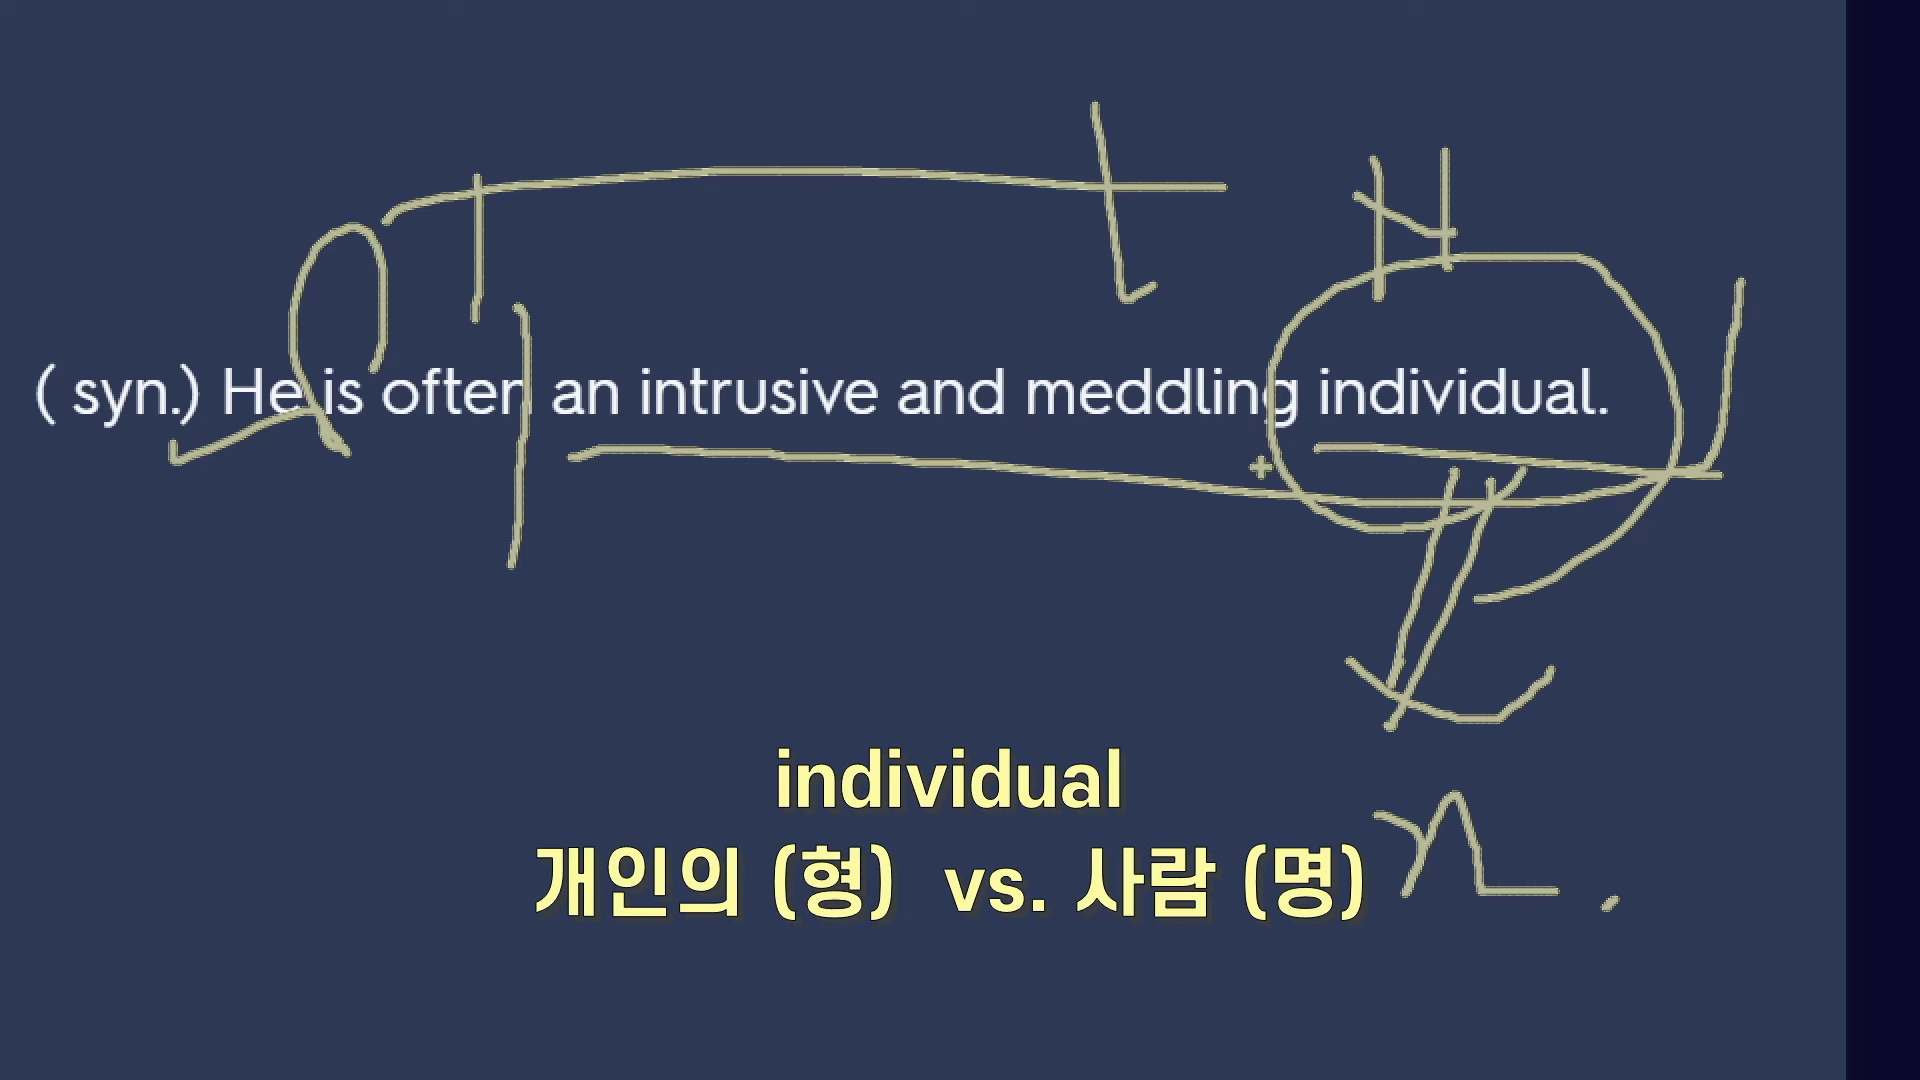 ( syn.) He is often an intrusive and meddling individual.
individual
개인의 (형) vs. 사람 (명)
n.